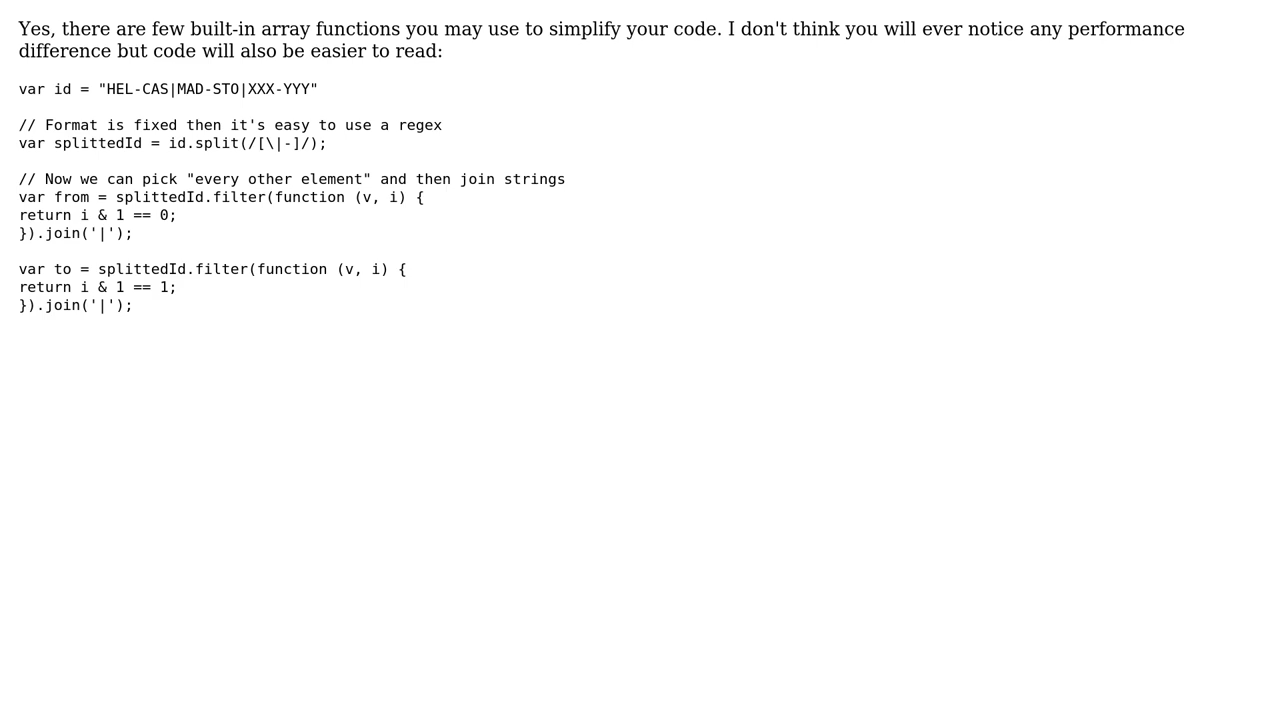 Yes, there are few built-in array functions you may use to simplify your code. I don't think you will ever notice any performance
difference but code will also be easier to read:
var id = "HEL-CAS|MAD-STO|XXX-YYY"
// Format is fixed then it's easy to use a regex
var splittedId = id.split(/[\|-]/);
// Now we can pick "every other element" and then join strings
var from = splittedId.filter(function (v, i) {
return i & 1 == 0;
}).join('|');
var to = splittedId.filter(function (v, i) {
return i & 1 == 1;
}).join('|');